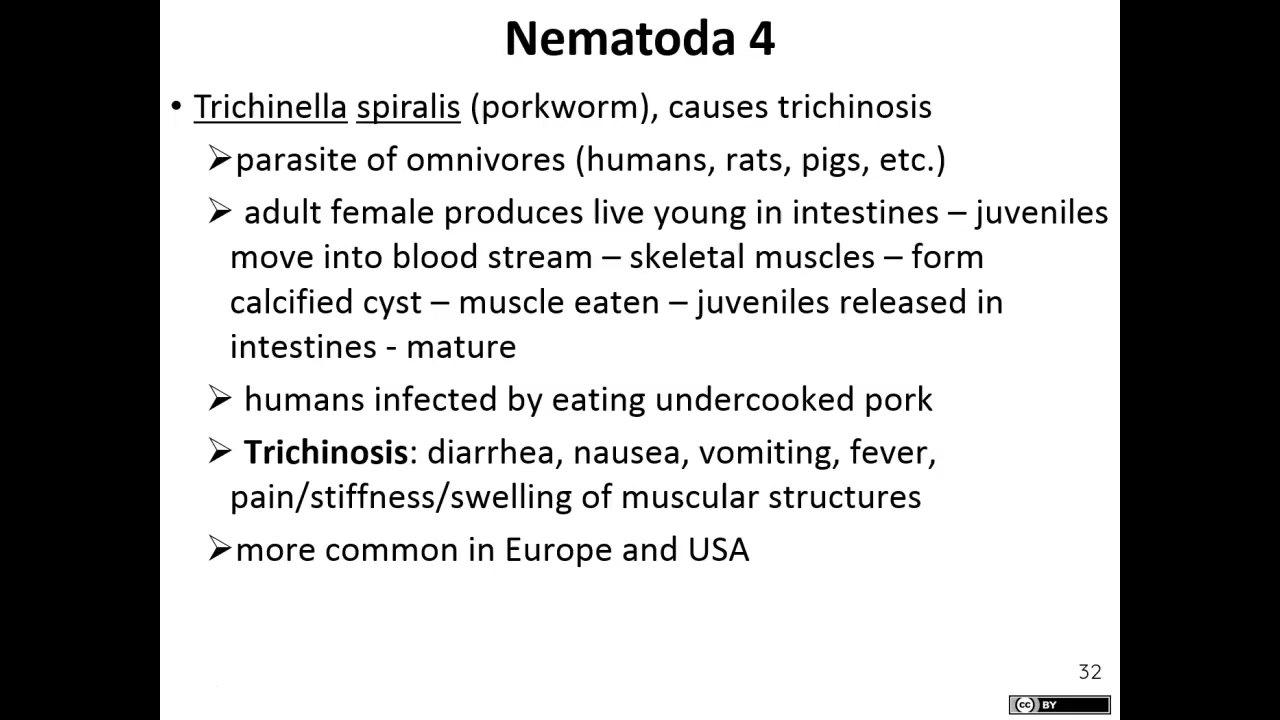 Nematoda 4
• Trichinella spiralis (porkworm), causes trichinosis
➢parasite of omnivores (humans, rats, pigs, etc.)
➢ adult female produces live young in intestines – juveniles
move into blood stream – skeletal muscles – form
calcified cyst – muscle eaten – juveniles released in
intestines - mature
➢ humans infected by eating undercooked pork
➢ Trichinosis: diarrhea, nausea, vomiting, fever,
pain/stiffness/swelling of muscular structures
➢more common in Europe and USA
32
cc BY